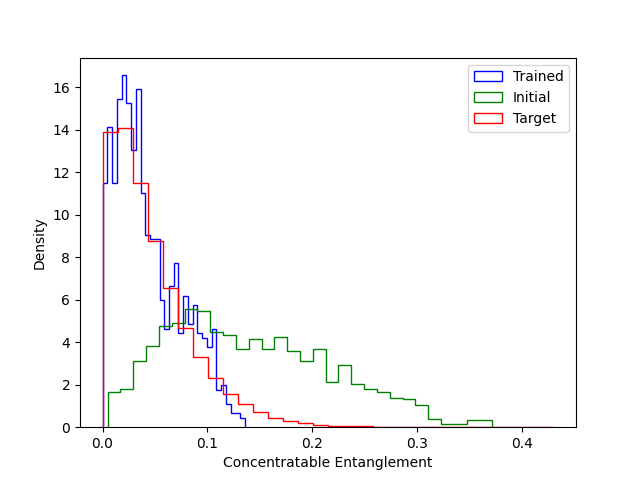 Trained
Initial
Target
16
14
12
10
8
6
4
2
0
Density
0.0 0.1 0.2 0.3 0.4
Concentratable Entanglement